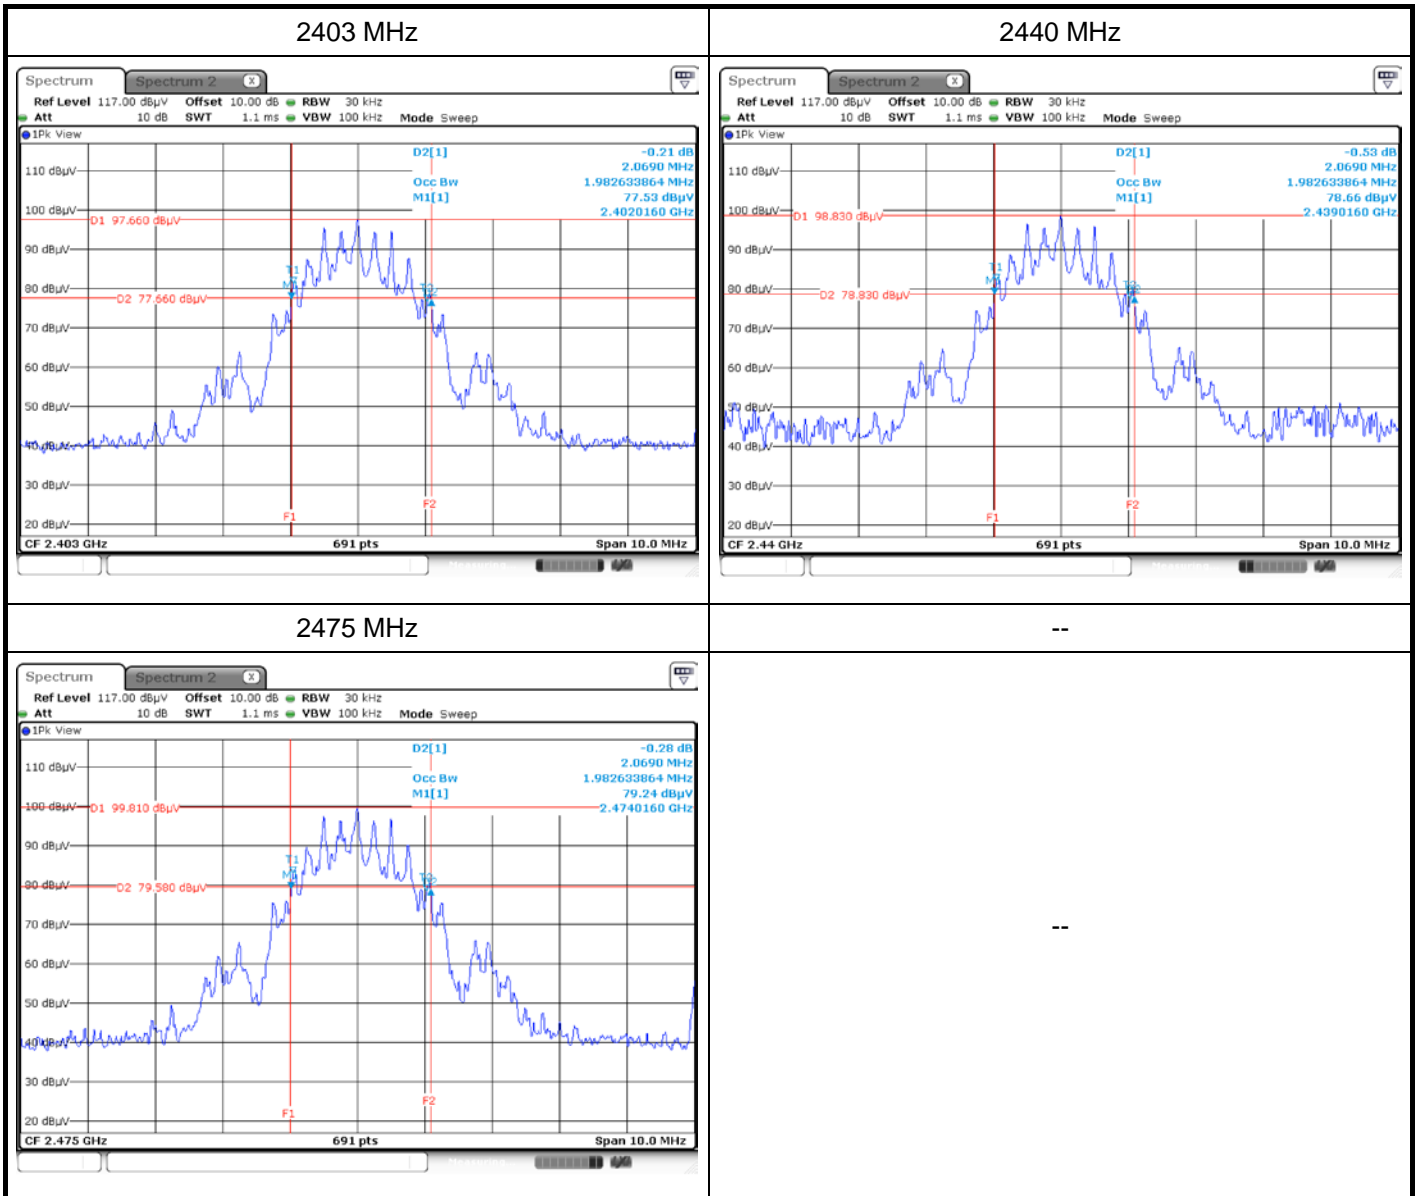 2403 MHz
2440 MHz
Spectrum Spectrum 2 X
Ref Level 117.00 dBµV Offset 10.00 dB RBW 30 kHz
Att 10 dB SWT 1.1 ms VBW 100 kHz Mode Sweep
1Pk View
D2[1] -0.21 dB
2.0690 MHz
Occ Bw 1.982633864 MHz
M1[1] 77.53 dBµV
2.4020160 GHz
110 dBµV
100 dBµV
D1 97.660 dBµV
90 dBµV
T1
80 dBµV
D2 77.660 dBµV
70 dBµV
60 dBµV
50 dBµV
40 dBµV
30 dBµV
F2
F1
20 dBµV
CF 2.403 GHz 691 pts Span 10.0 MHz
Measuring...
Spectrum Spectrum 2 X
Ref Level 117.00 dBµV Offset 10.00 dB RBW 30 kHz
Att 10 dB SWT 1.1 ms VBW 100 kHz Mode Sweep
1Pk View
D2[1] -0.53 dB
2.0690 MHz
Occ Bw 1.982633864 MHz
M1[1] 78.66 dBµV
2.4390160 GHz
110 dBµV
100 dBµV
D1 98.830 dBµV
90 dBµV
T1
80 dBµV
D2 78.830 dBµV
70 dBµV
60 dBµV
50 dBµV
40 dBµV
30 dBµV
F2
F1
20 dBµV
CF 2.44 GHz 691 pts Span 10.0 MHz
Measuring...
2475 MHz
--
Spectrum Spectrum 2 X
Ref Level 117.00 dBµV Offset 10.00 dB RBW 30 kHz
Att 10 dB SWT 1.1 ms VBW 100 kHz Mode Sweep
1Pk View
D2[1] -0.28 dB
2.0690 MHz
Occ Bw 1.982633864 MHz
M1[1] 79.24 dBµV
2.4740160 GHz
110 dBµV
100 dBµV
D1 99.810 dBµV
90 dBµV
T1
80 dBµV
D2 79.580 dBµV
70 dBµV
60 dBµV
50 dBµV
40 dBµV
30 dBµV
F2
F1
20 dBµV
CF 2.475 GHz 691 pts Span 10.0 MHz
--